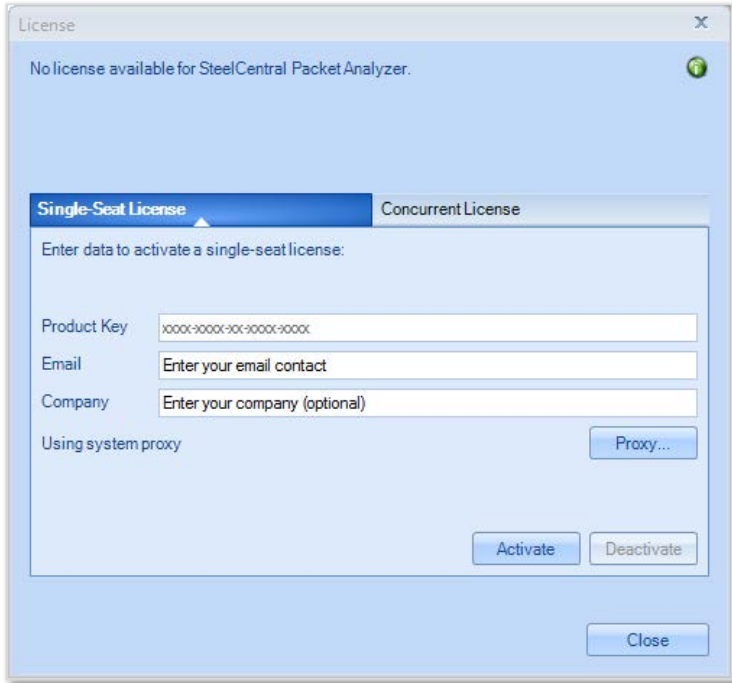 License
No license available for SteelCentral Packet Analyzer.
Single-Seat License
Concurrent License
Enter data to activate a single-seat license:
Product Key
xxxx-xxxx-xx-xxxx-xxxx
Email
Enter your email contact
Company
Enter your company (optional)
Using system proxy
Proxy...
Activate
Deactivate
Close